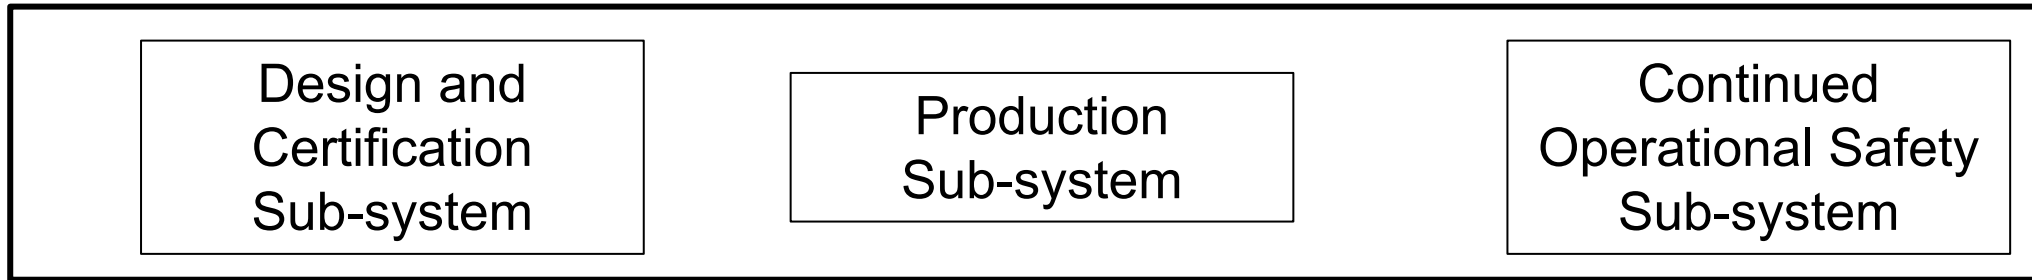 Design and
Certification
Sub-system
Production
Sub-system
Continued
Operational Safety
Sub-system